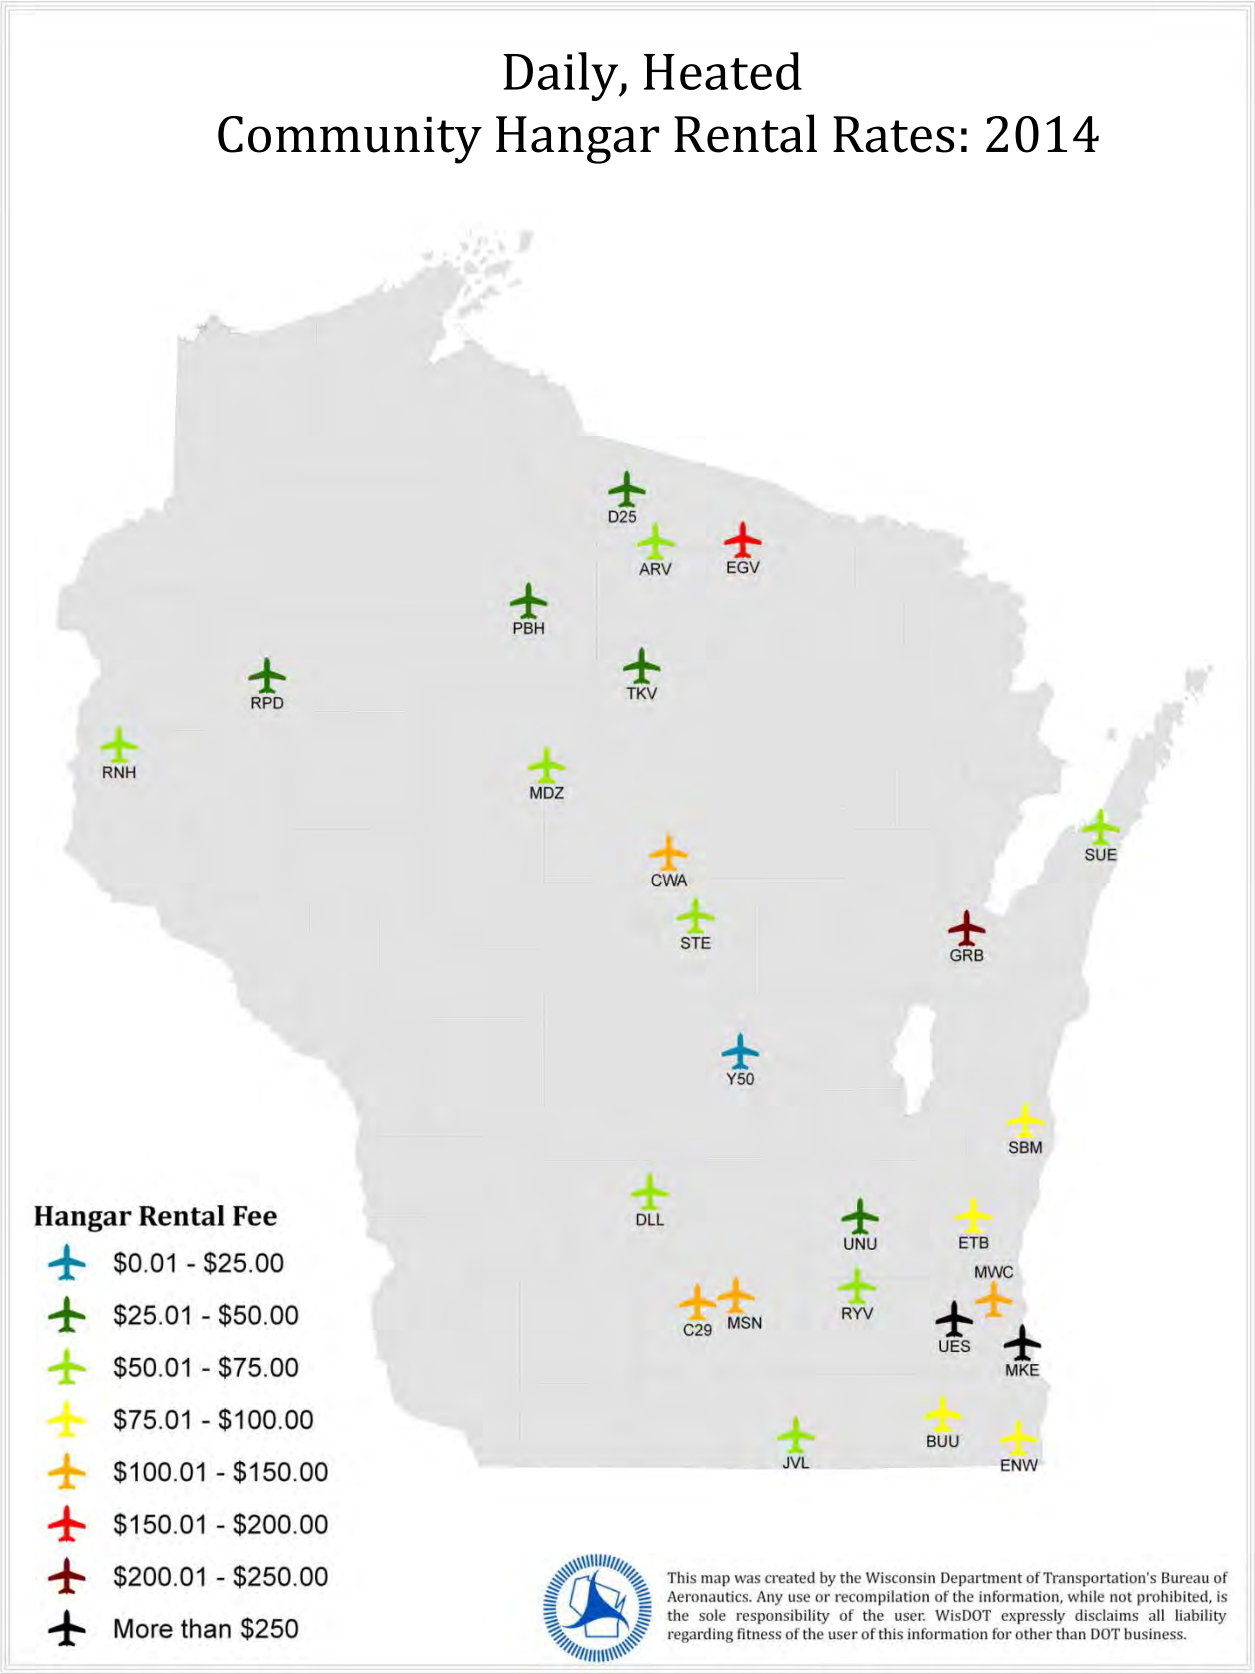 Daily, Heated
Community Hangar Rental Rates: 2014
D25
ARV
EGV
PBH
TKV
RPD
RNH
MDZ
SUE
CWA
STE
GRB
Y50
SBM
DLL
UNU
ETB
MWC
RYV
C29
MSN
UES
MKE
BUU
JVL
ENW
Hangar Rental Fee
$0.01 - $25.00
$25.01 - $50.00
$50.01 - $75.00
$75.01 - $100.00
$100.01 - $150.00
$150.01 - $200.00
$200.01 - $250.00
More than $250
This map was created by the Wisconsin Department of Transportation's Bureau of
Aeronautics. Any use or recompilation of the information, while not prohibited, is
the sole responsibility of the user. WisDOT expressly disclaims all liability
regarding fitness of the user of this information for other than DOT business.